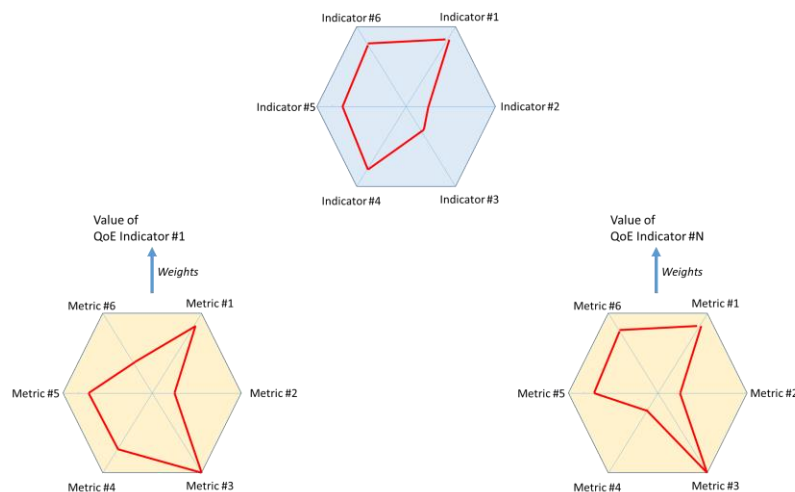 Indicator #6
Indicator #1
Indicator #5
Indicator #2
Indicator #4
Indicator #3
Value of
QoE Indicator #1
Weights
Metric #6
Metric #1
Metric #5
Metric #2
Metric #4
Metric #3
Value of
QoE Indicator #N
Weights
Metric #6
Metric #1
Metric #5
Metric #2
Metric #4
Metric #3